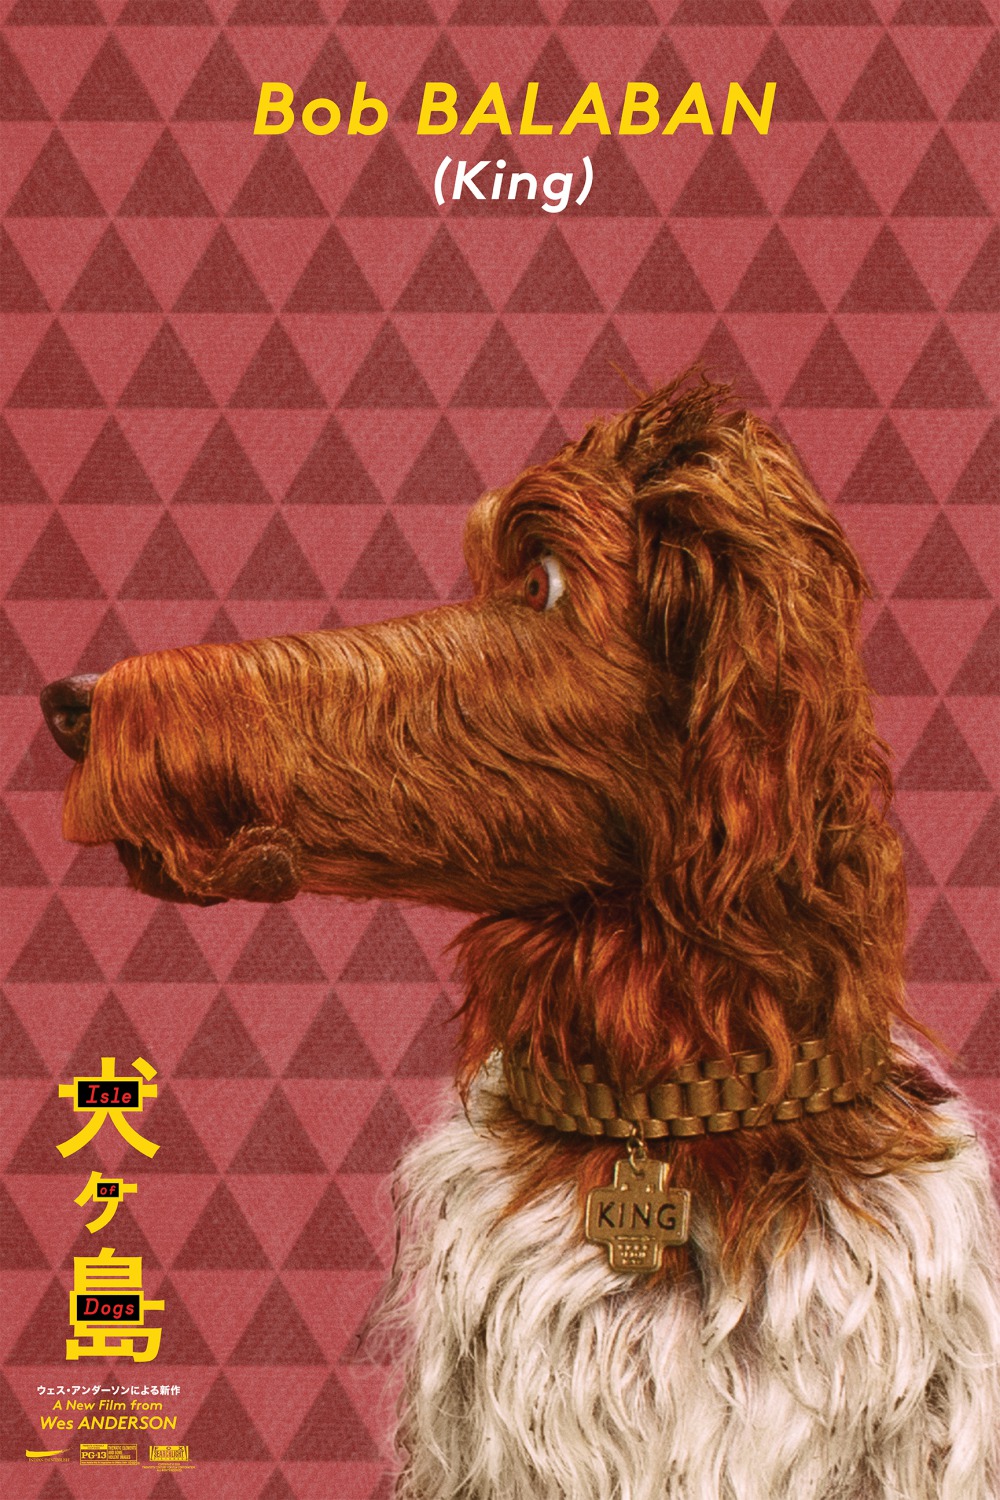 Bob BALABAN
(King)
KING
犬ヶ島
Isle
of
Dogs
ウェス・アンダーソンによる新作
A New Film from
Wes ANDERSON
PG-13